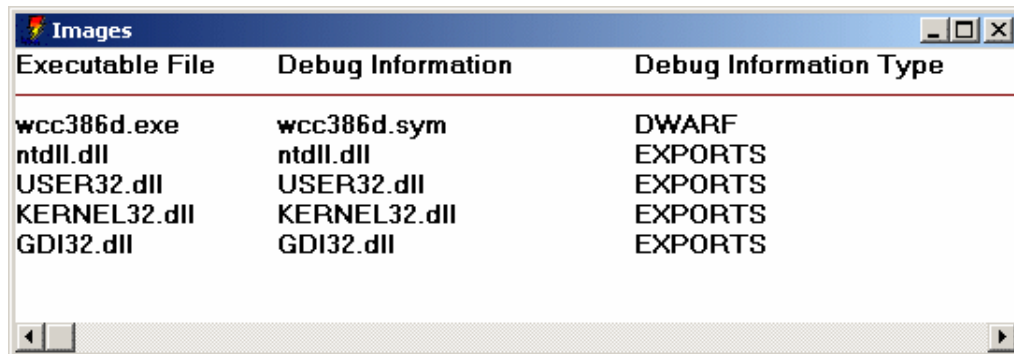 Images
Executable File Debug Information Debug Information Type
wcc386d.exe wcc386d.sym DWARF
ntdll.dll ntdll.dll EXPORTS
USER32.dll USER32.dll EXPORTS
KERNEL32.dll KERNEL32.dll EXPORTS
GDI32.dll GDI32.dll EXPORTS